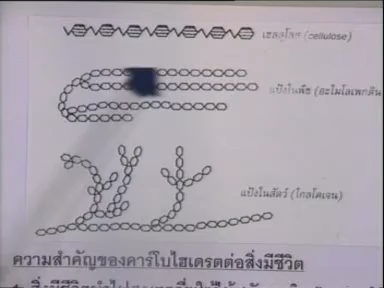 เซลลูโลส (cellulose)
แป้งในพืช (อะไมโลเพกติน
แป้งในสัตว์ (ไกลโคเจน)
ความสำคัญของคาร์โบไฮเดรตต่อสิ่งมีชีวิต